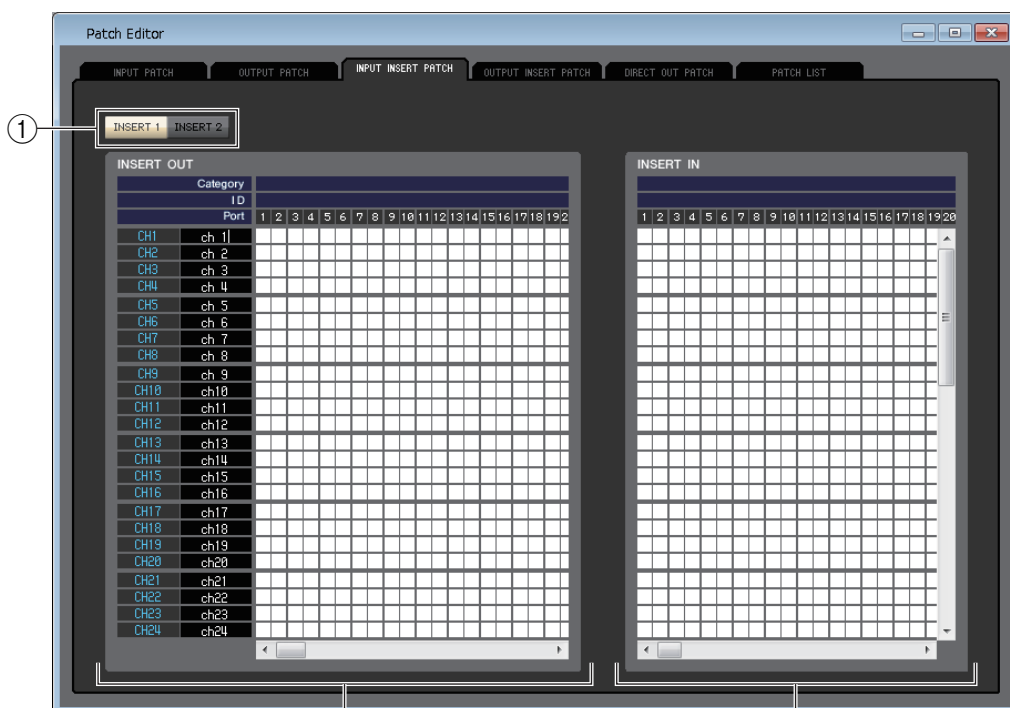 Patch Editor
INPUT PATCH OUTPUT PATCH INPUT INSERT PATCH OUTPUT INSERT PATCH DIRECT OUT PATCH PATCH LIST
1
INSERT 1 INSERT 2
INSERT OUT
Category
ID
Port 1 2 3 4 5 6 7 8 9 10 11 12 13 14 15 16 17 18 19 2
CH1 ch 1
CH2 ch 2
CH3 ch 3
CH4 ch 4
CH5 ch 5
CH6 ch 6
CH7 ch 7
CH8 ch 8
CH9 ch 9
CH10 ch10
CH11 ch11
CH12 ch12
CH13 ch13
CH14 ch14
CH15 ch15
CH16 ch16
CH17 ch17
CH18 ch18
CH19 ch19
CH20 ch20
CH21 ch21
CH22 ch22
CH23 ch23
CH24 ch24
INSERT IN
1 2 3 4 5 6 7 8 9 10 11 12 13 14 15 16 17 18 19 20